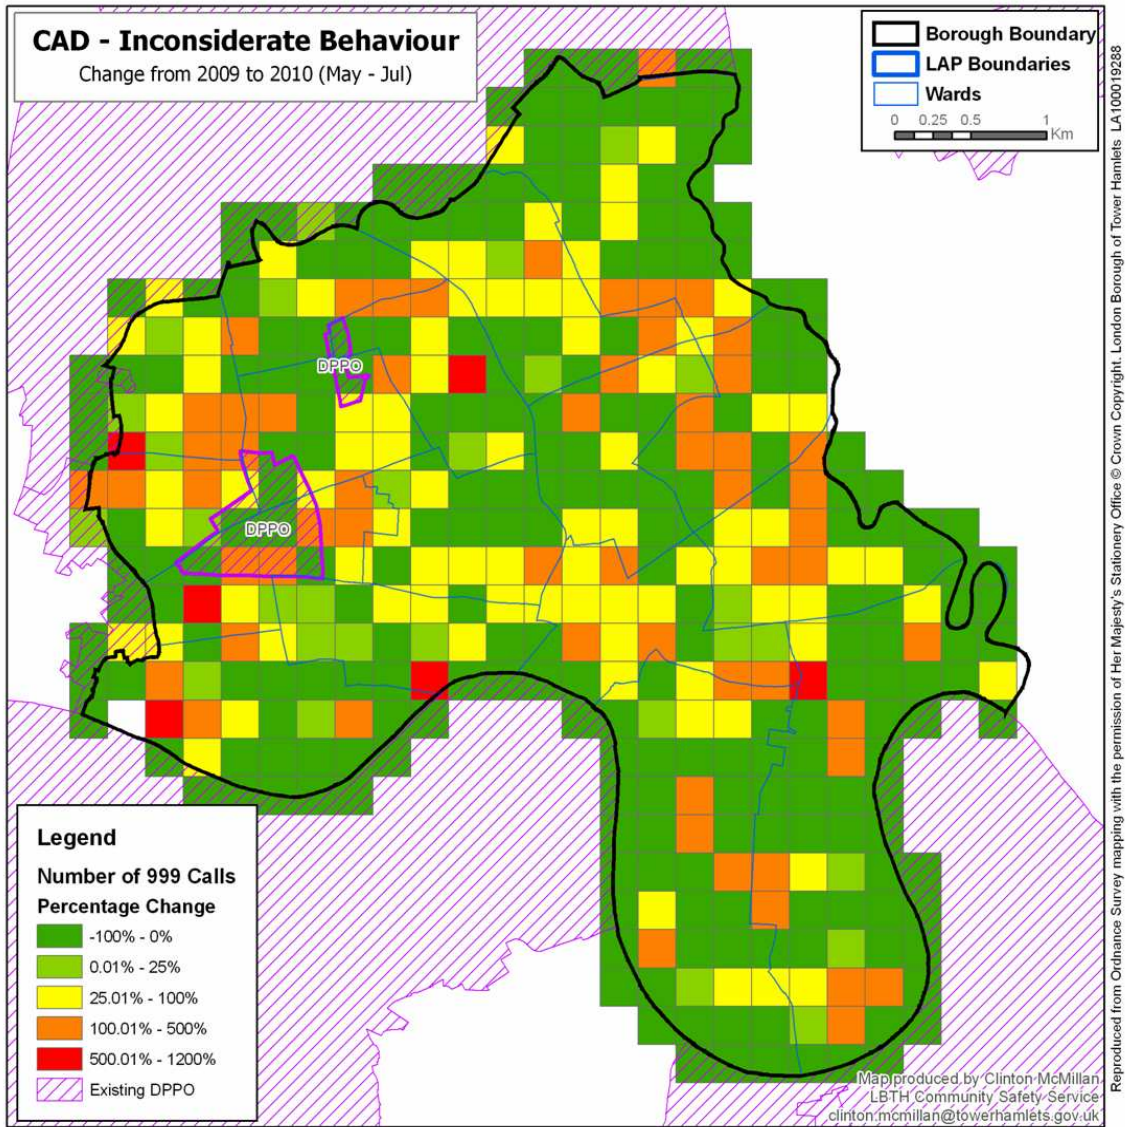 CAD - Inconsiderate Behaviour
Change from 2009 to 2010 (May - Jul)
Borough Boundary
LAP Boundaries
Wards
0 0.25 0.5 1
Km
DPPO
DPPO
Legend
Number of 999 Calls
Percentage Change
-100% - 0%
0.01% - 25%
25.01% - 100%
100.01% - 500%
500.01% - 1200%
Existing DPPO
Map produced by Clinton McMillan
LBTH Community Safety Service
clinton.mcmillan@towerhamlets.gov.uk
Reproduced from Ordnance Survey mapping with the permission of Her Majesty's Stationery Office © Crown Copyright. London Borough of Tower Hamlets LA100019288